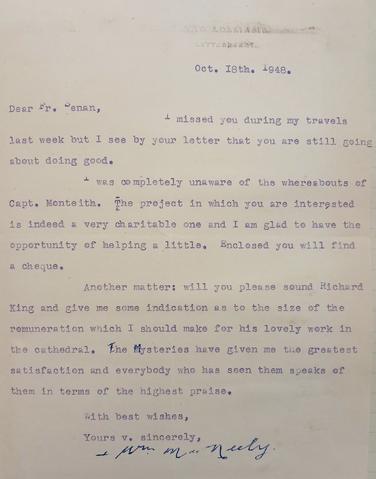 Oct. 18th. 1948.
Dear Fr. Senan,
I missed you during my travels
last week but I see by your letter that you are still going
about doing good.
I was completely unaware of the whereabouts of
Capt. Monteith. The project in which you are interested
is indeed a very charitable one and I am glad to have the
opportunity of helping a little. Enclosed you will find
a cheque.
Another matter: will you please sound Richard
King and give me some indication as to the size of the
remuneration which I should make for his lovely work in
the cathedral. The Mysteries have given me the greatest
satisfaction and everybody who has seen them speaks of
them in terms of the highest praise.
With best wishes,
Yours v. sincerely,
+ Wm MacNeely.